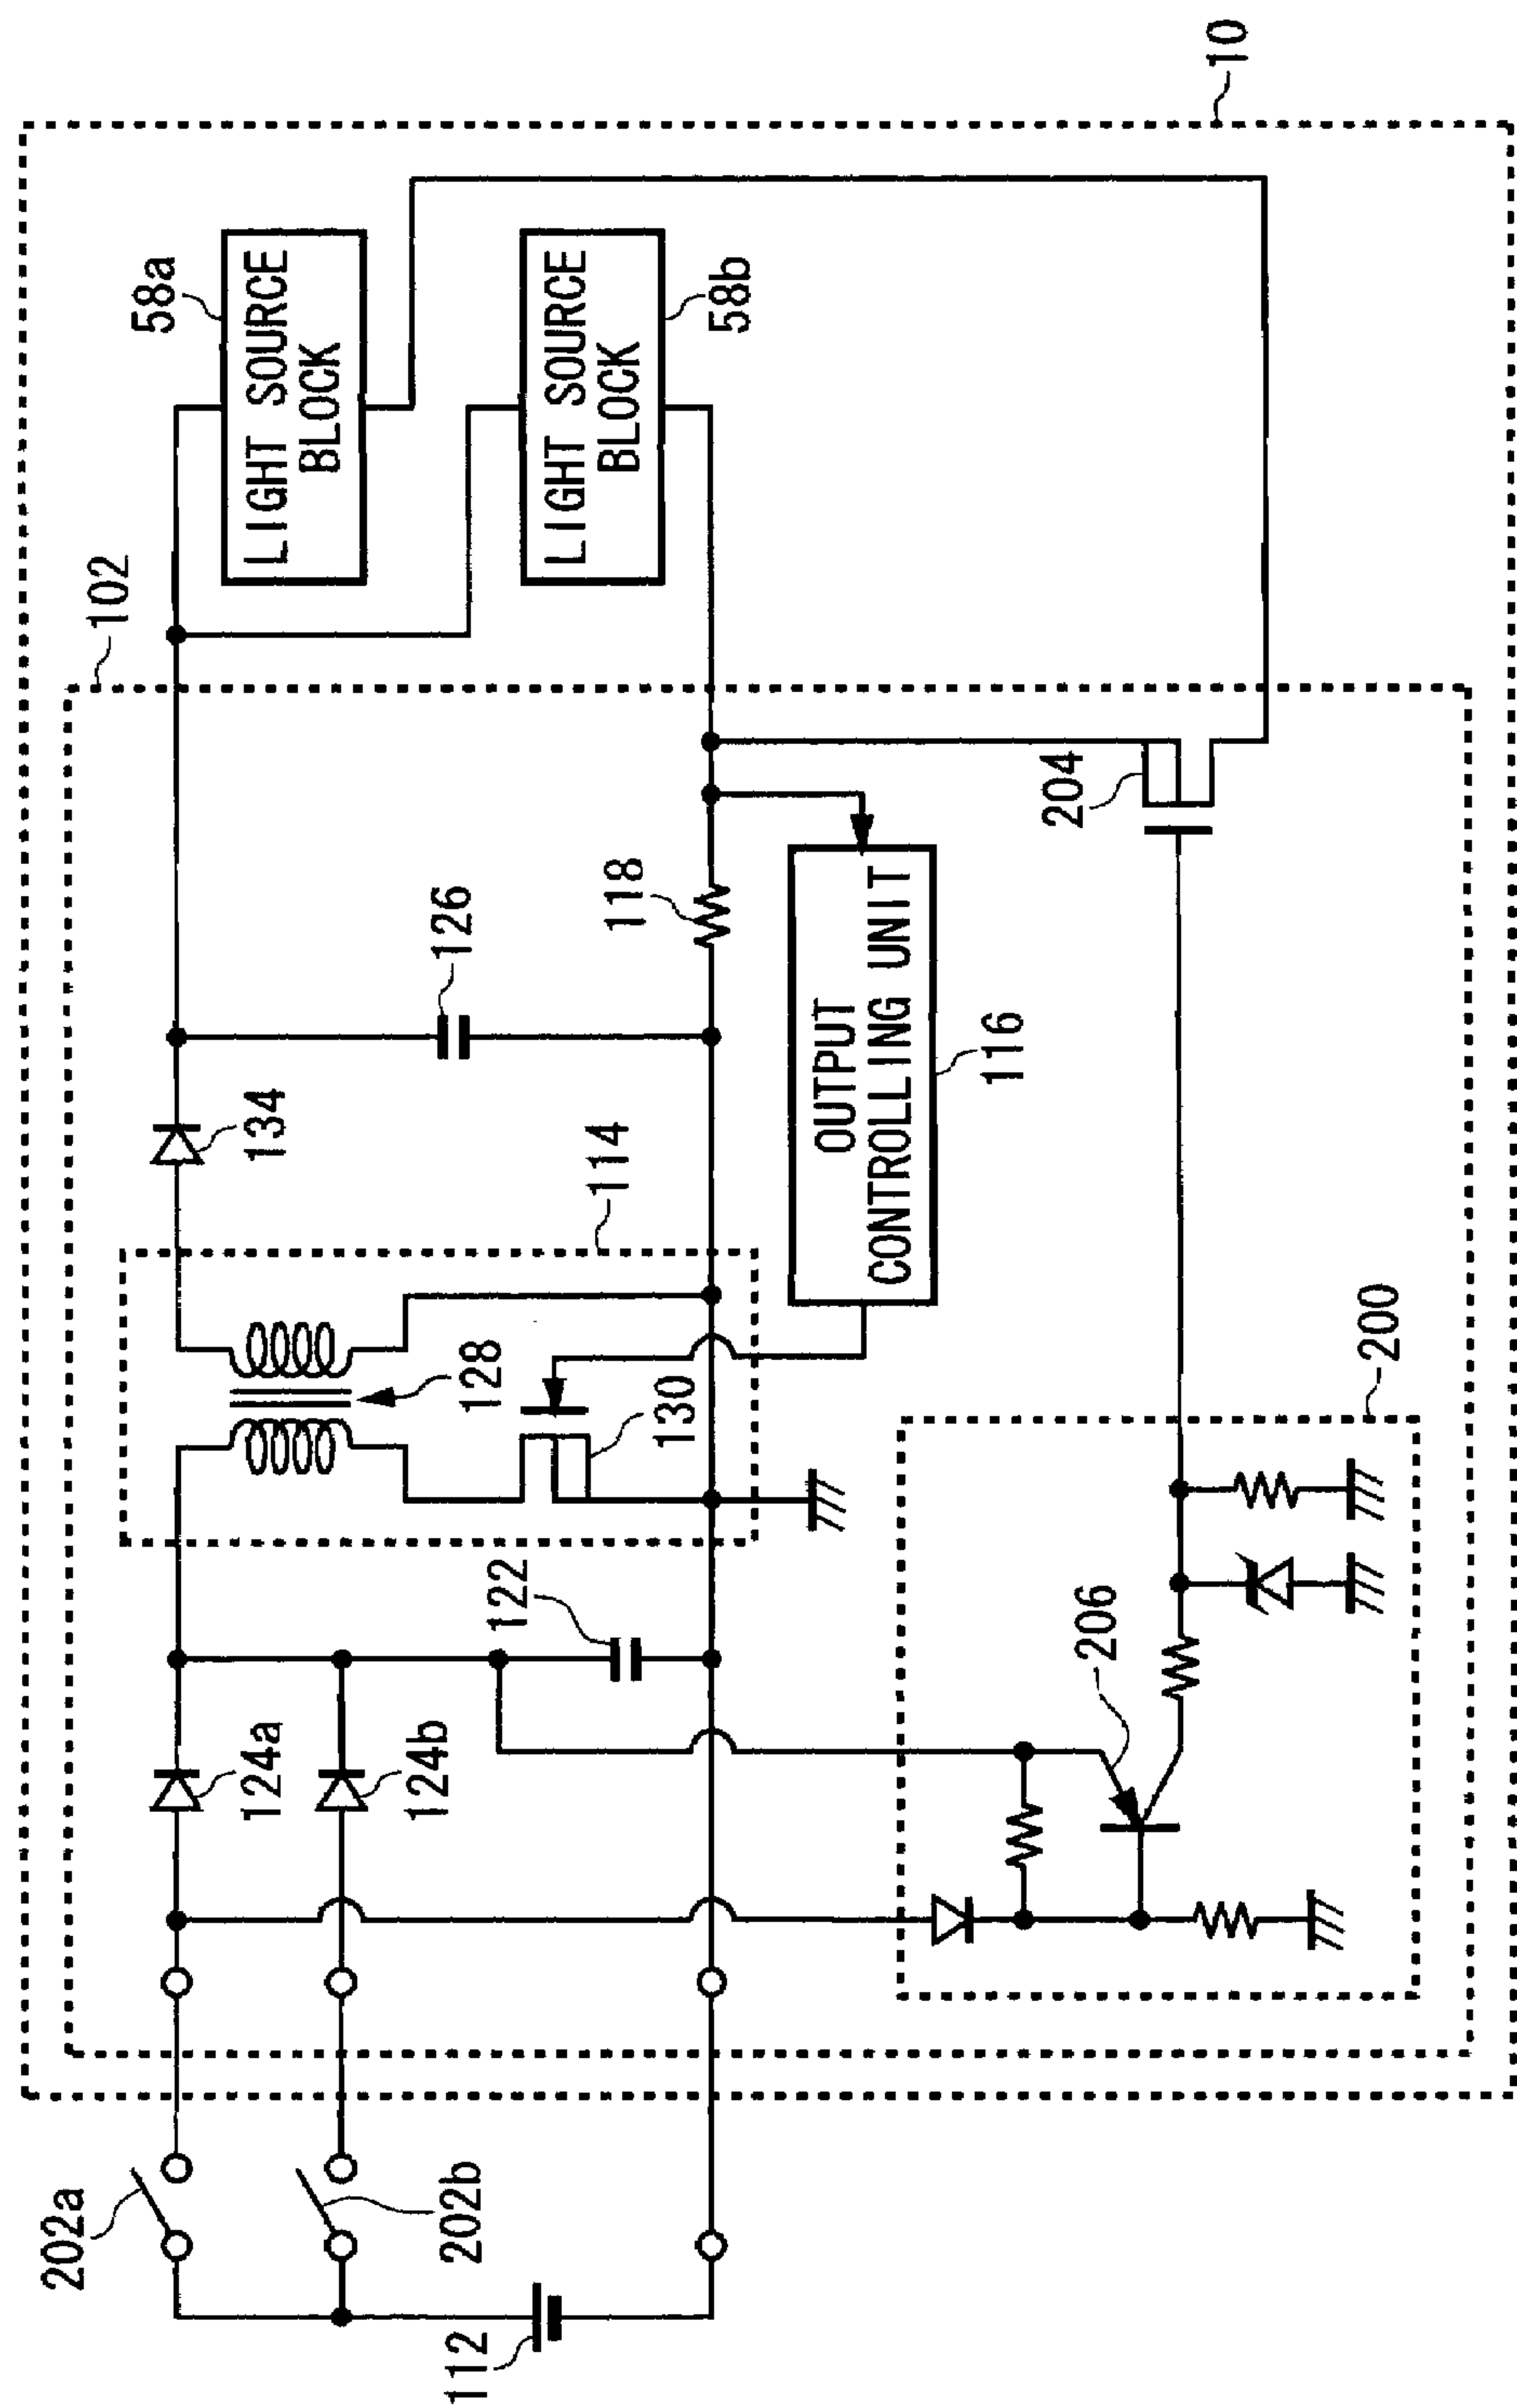 10
102
58a
LIGHT SOURCE
BLOCK
58b
LIGHT SOURCE
BLOCK
134
126
118
114
128
130
OUTPUT
CONTROLLING UNIT
116
204
202a
202b
112
124a
124b
122
206
200